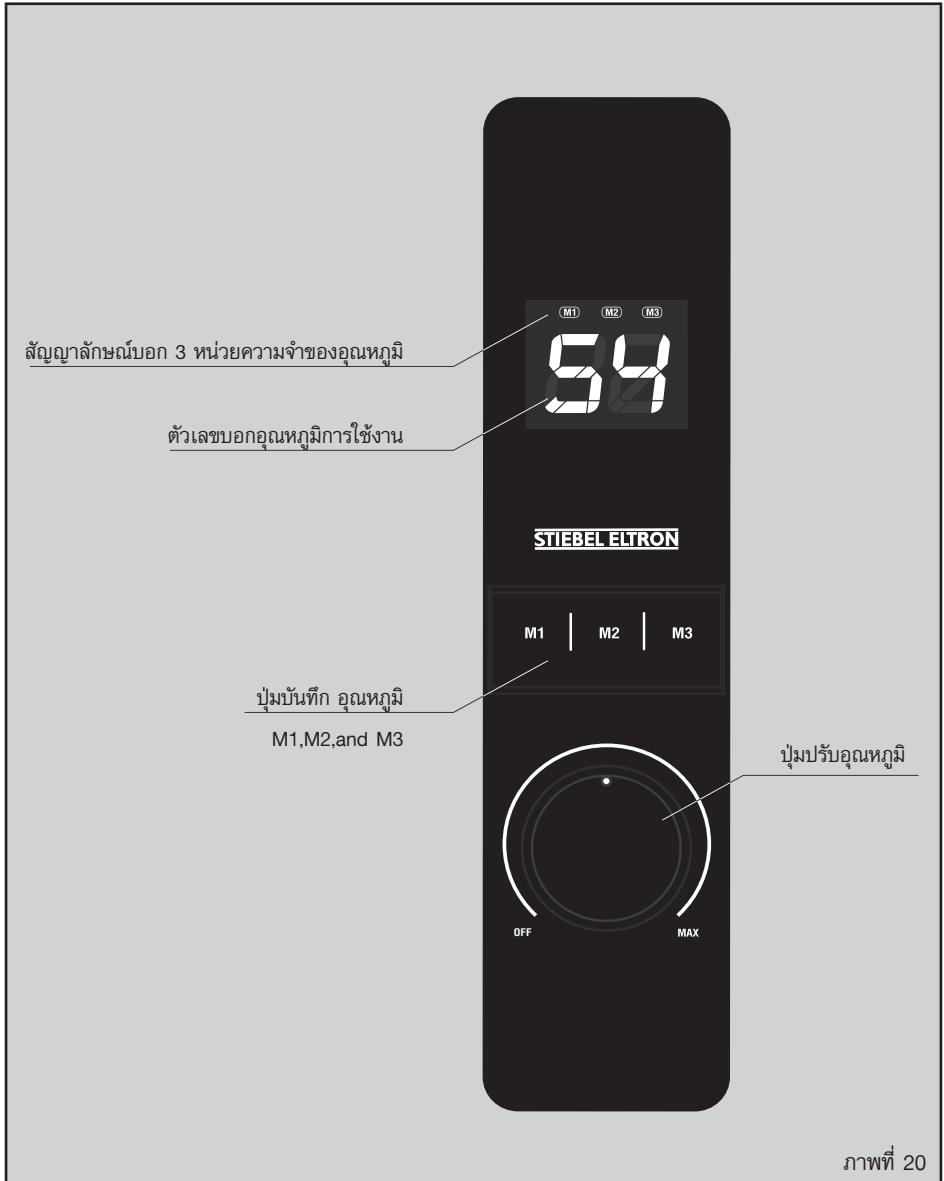 M1 M2 M3
54
สัญญาลักษณ์บอก 3 หน่วยความจำของอุณหภูมิ
ตัวเลขบอกอุณหภูมิการใช้งาน
STIEBEL ELTRON
M1 M2 M3
ปุ่มบันทึก อุณหภูมิ
M1,M2,and M3
ปุ่มปรับอุณหภูมิ
OFF MAX
ภาพที่ 20